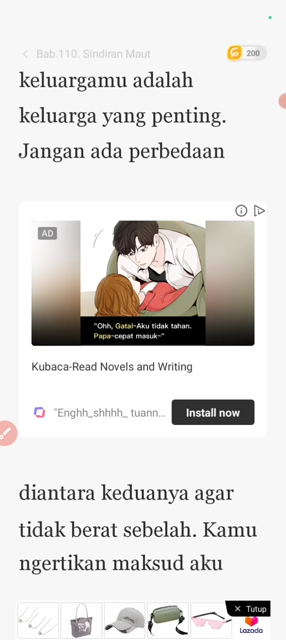 Bab.110. Sindiran Maut
200
keluargamu adalah
keluarga yang penting.
Jangan ada perbedaan
AD
"Ohh, Gatal~Aku tidak tahan.
Papa~cepat masuk~"
Kubaca-Read Novels and Writing
"Enghh_shhhh_ tuann...
Install now
diantara keduanya agar
tidak berat sebelah. Kamu
ngertikan maksud aku
× Tutup
Lazada